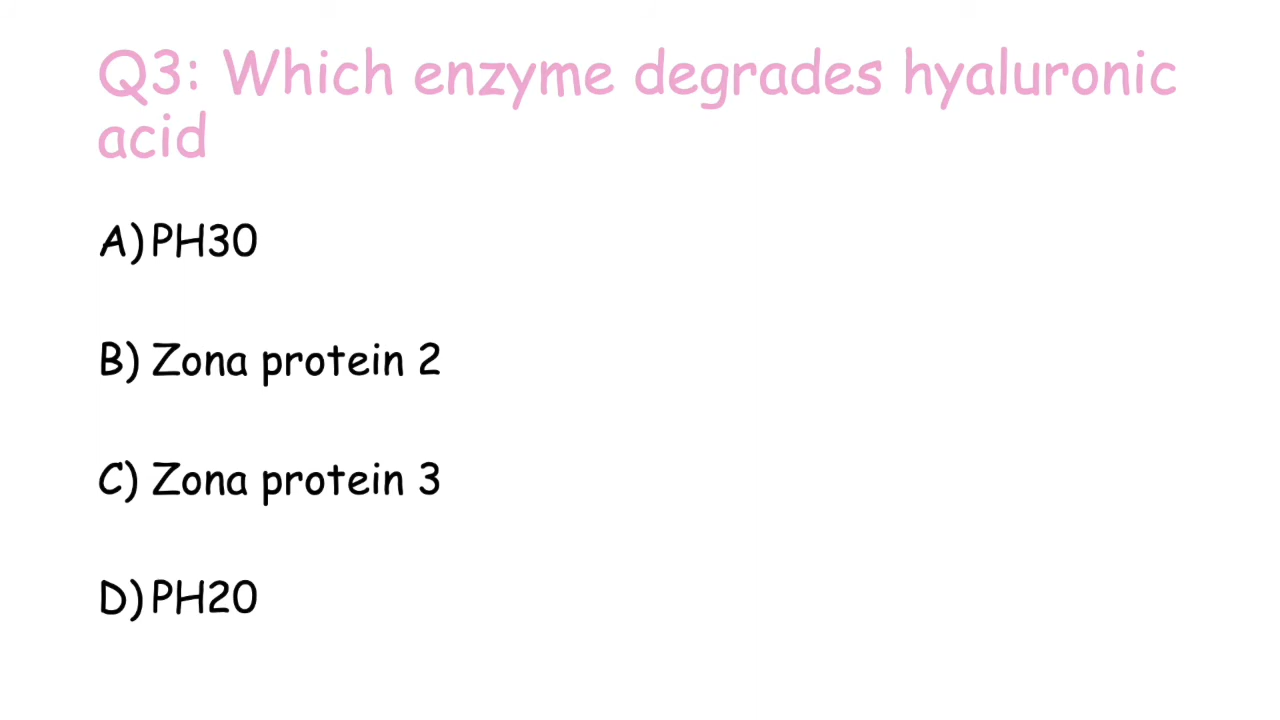 Q3: Which enzyme degrades hyaluronic
acid
A) PH30
B) Zona protein 2
C) Zona protein 3
D) PH20